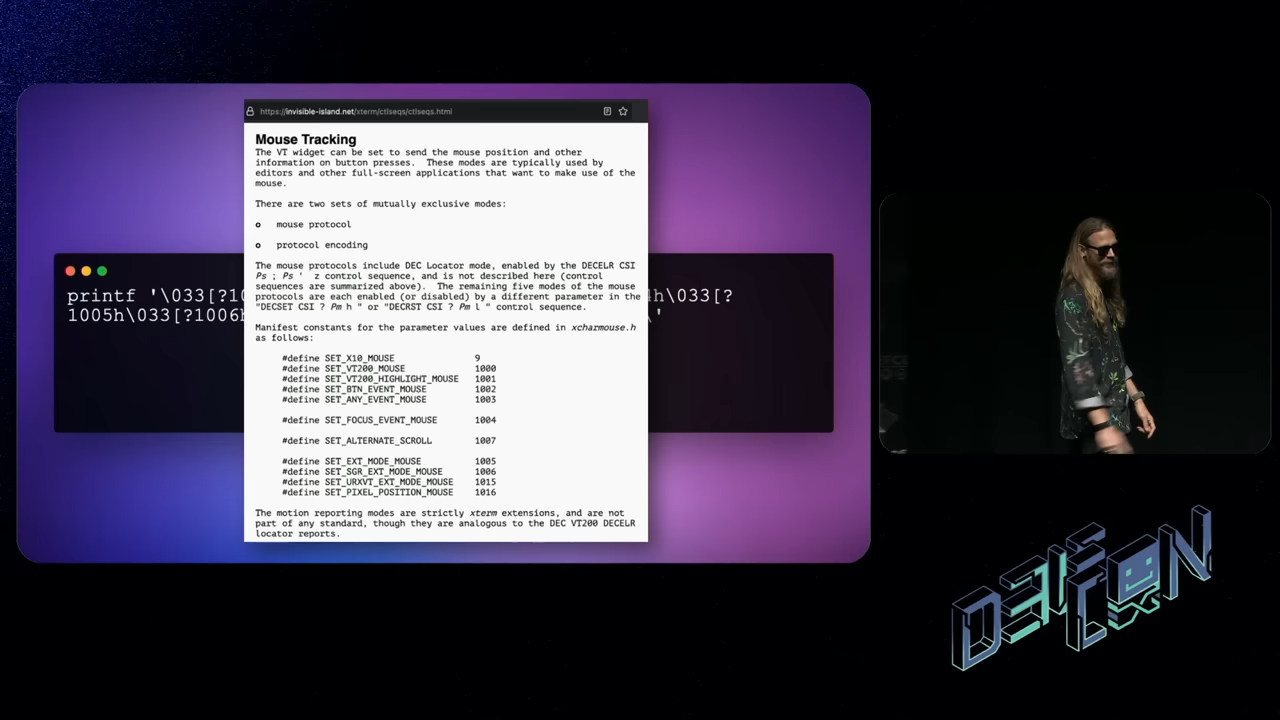 https://invisible-island.net/xterm/ctlseqs/ctlseqs.html
Mouse Tracking
The VT widget can be set to send the mouse position and other
information on button presses.  These modes are typically used by
editors and other full-screen applications that want to make use of the
mouse.
There are two sets of mutually exclusive modes:
o   mouse protocol
o   protocol encoding
The mouse protocols include DEC Locator mode, enabled by the DECELR CSI
Ps ; Ps '  z control sequence, and is not described here (control
sequences are summarized above).  The remaining five modes of the mouse
protocols are each enabled (or disabled) by a different parameter in the
"DECSET CSI ? Pm h " or "DECRST CSI ? Pm l " control sequence.
Manifest constants for the parameter values are defined in xcharmouse.h
as follows:
#define SET_X10_MOUSE 9
#define SET_VT200_MOUSE 1000
#define SET_VT200_HIGHLIGHT_MOUSE 1001
#define SET_BTN_EVENT_MOUSE 1002
#define SET_ANY_EVENT_MOUSE 1003
#define SET_FOCUS_EVENT_MOUSE 1004
#define SET_ALTERNATE_SCROLL 1007
#define SET_EXT_MODE_MOUSE 1005
#define SET_SGR_EXT_MODE_MOUSE 1006
#define SET_URXVT_EXT_MODE_MOUSE 1015
#define SET_PIXEL_POSITION_MOUSE 1016
The motion reporting modes are strictly xterm extensions, and are not
part of any standard, though they are analogous to the DEC VT200 DECELR
locator reports.
printf '\033[?10 h\033[?
1005h\033[?1006h \'